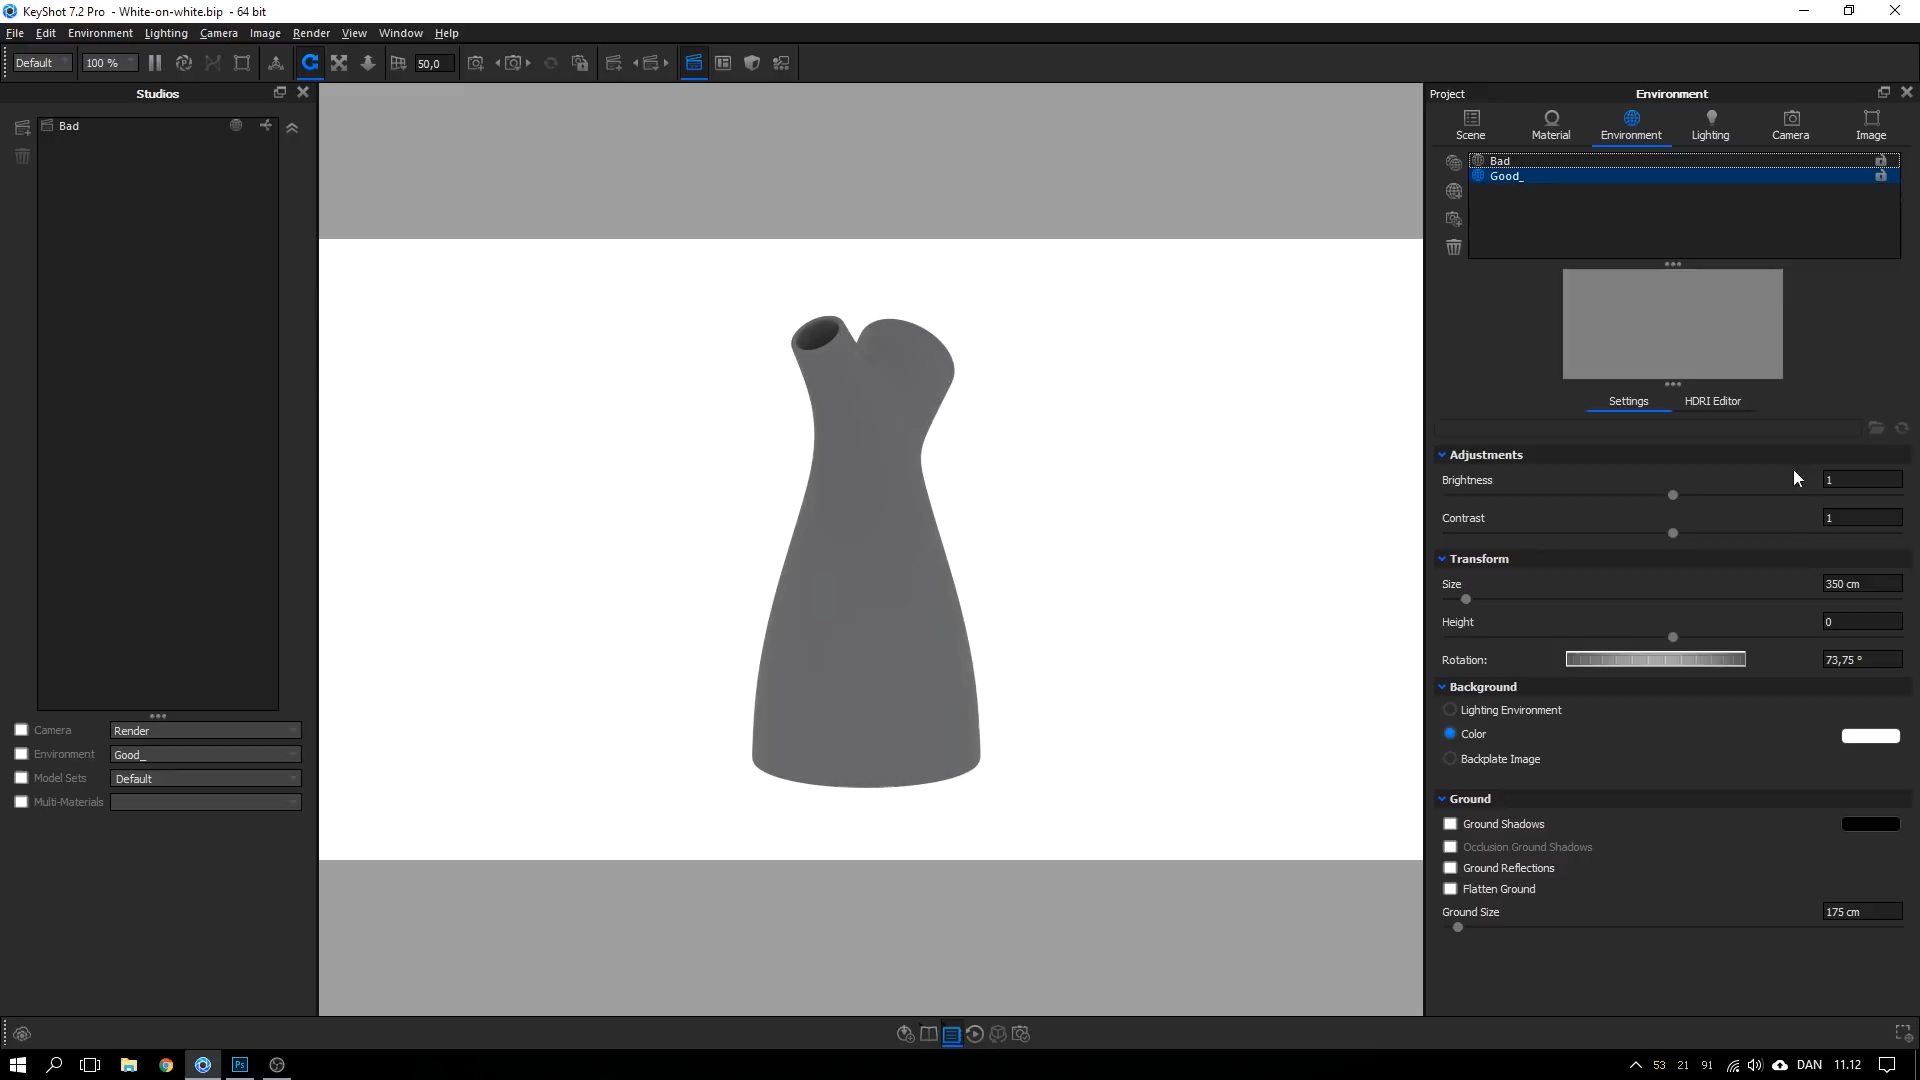 KeyShot 7.2 Pro - White-on-white.bip - 64 bit
File Edit Environment Lighting Camera Image Render View Window Help
Default 100 % 50,0
Studios
Bad
Camera Render
Environment Good_
Model Sets Default
Multi-Materials
Project Environment
Scene Material Environment Lighting Camera Image
Bad
Good_
Settings HDRI Editor
Adjustments
Brightness 1
Contrast 1
Transform
Size 350 cm
Height 0
Rotation: 73,75 °
Background
Lighting Environment
Color
Backplate Image
Ground
Ground Shadows
Occlusion Ground Shadows
Ground Reflections
Flatten Ground
Ground Size 175 cm
Ps 53 21 91 DAN 11.12